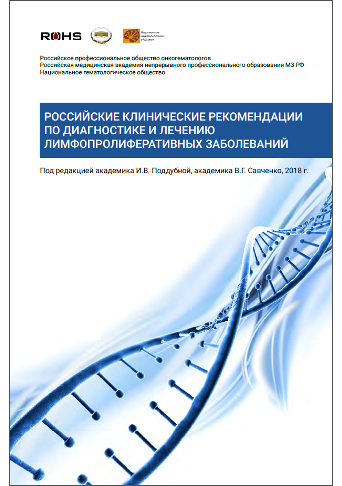 ROHS
Российское профессиональное общество онкогематологов
Российская медицинская академия непрерывного профессионального образования МЗ РФ
Национальное гематологическое общество
РОССИЙСКИЕ КЛИНИЧЕСКИЕ РЕКОМЕНДАЦИИ
ПО ДИАГНОСТИКЕ И ЛЕЧЕНИЮ
ЛИМФОПРОЛИФЕРАТИВНЫХ ЗАБОЛЕВАНИЙ
Под редакцией академика И.В. Поддубной, академика В.Г. Савченко, 2018 г.